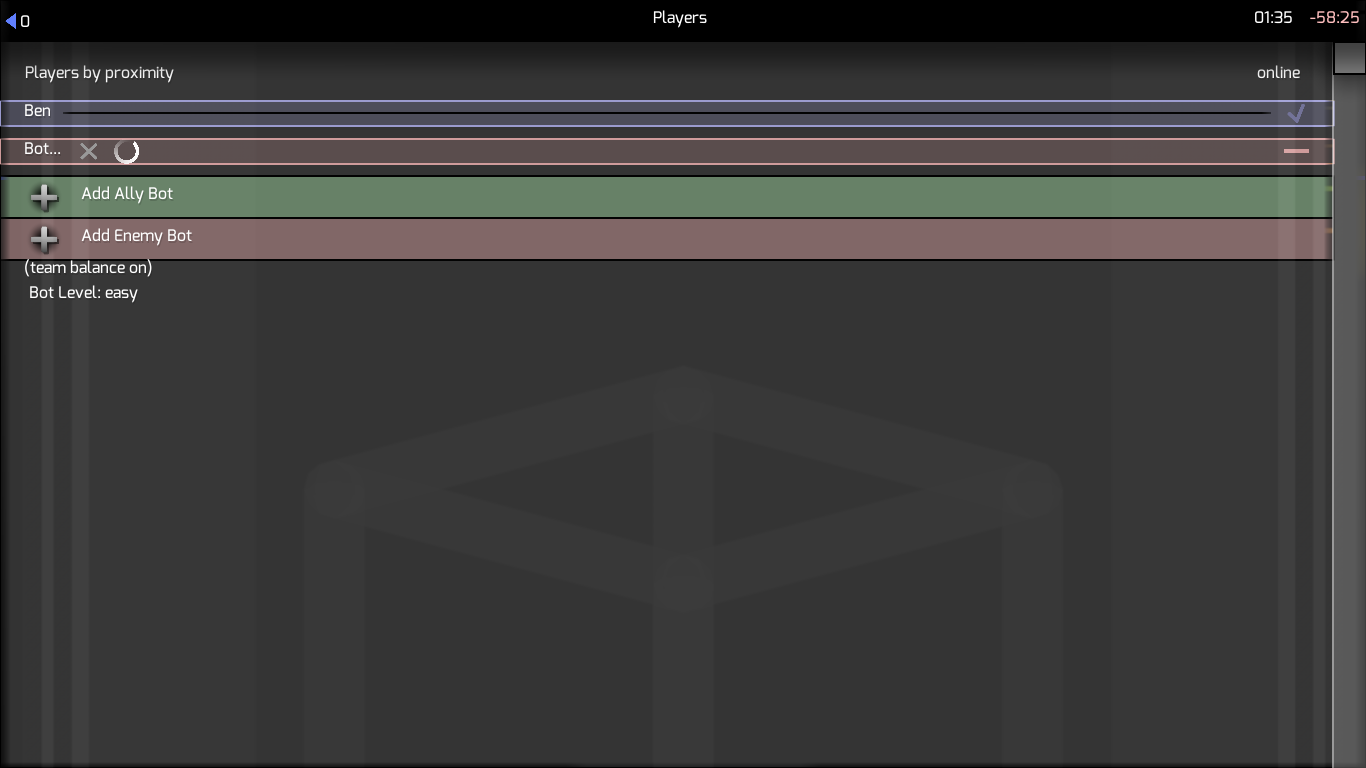 0 Players 01:35 -58:25
Players by proximity online
Ben
Bot...
Add Ally Bot
Add Enemy Bot
(team balance on)
Bot Level: easy